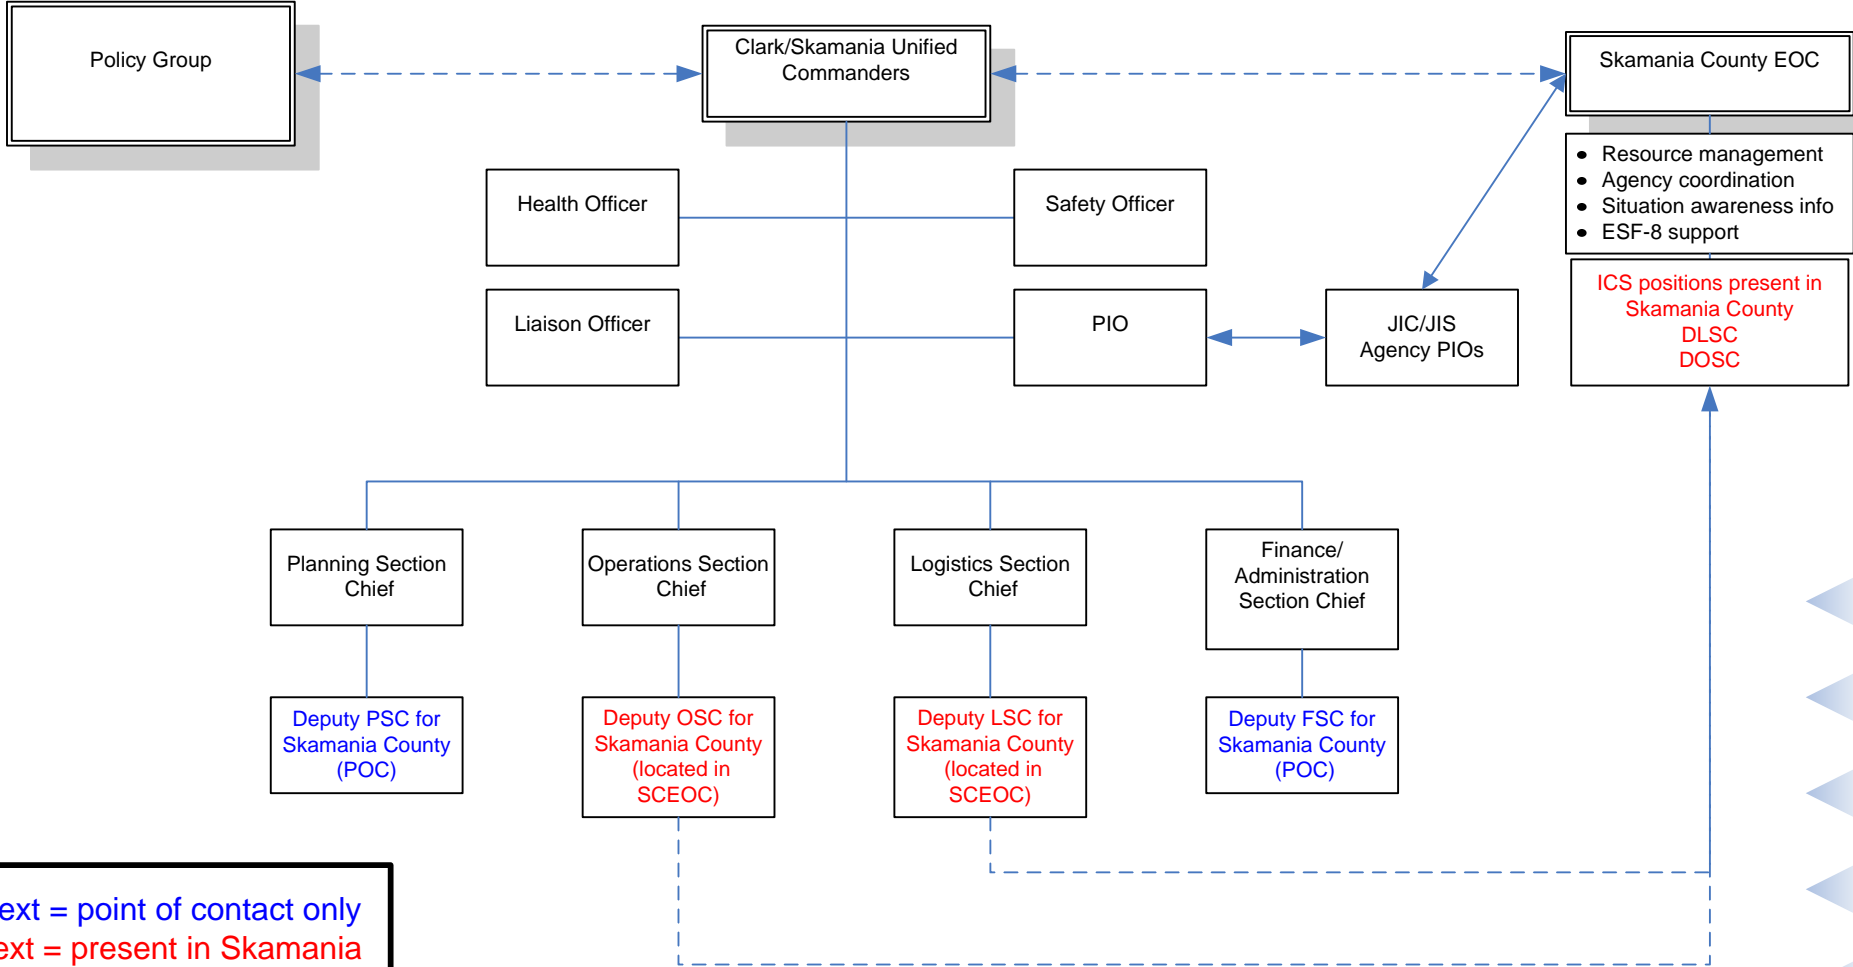 Policy Group
Clark/Skamania Unified
Commanders
Skamania County EOC
• Resource management
• Agency coordination
• Situation awareness info
• ESF-8 support
Health Officer
Safety Officer
ICS positions present in
Skamania County
DLSC
DOSC
Liaison Officer
PIO
JIC/JIS
Agency PIOs
Planning Section
Chief
Operations Section
Chief
Logistics Section
Chief
Finance/
Administration
Section Chief
Deputy PSC for
Skamania County
(POC)
Deputy OSC for
Skamania County
(located in
SCEOC)
Deputy LSC for
Skamania County
(located in
SCEOC)
Deputy FSC for
Skamania County
(POC)
ext = point of contact only
ext = present in Skamania